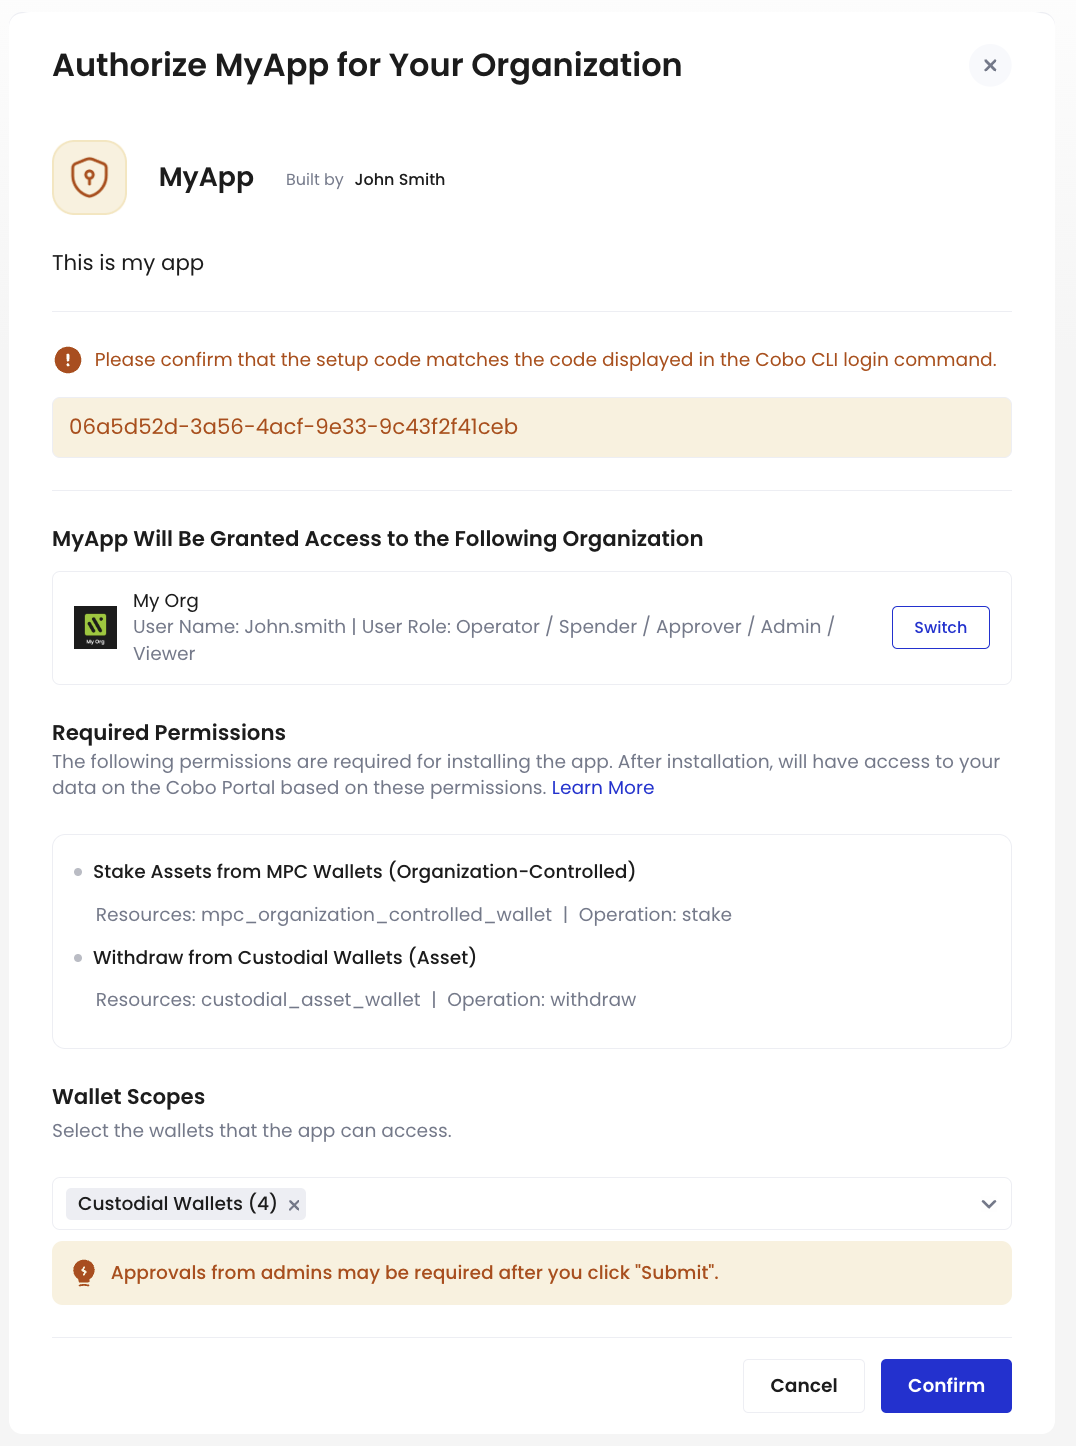 Authorize MyApp for Your Organization
MyApp Built by John Smith
This is my app
Please confirm that the setup code matches the code displayed in the Cobo CLI login command.
06a5d52d-3a56-4acf-9e33-9c43f2f41ceb
MyApp Will Be Granted Access to the Following Organization
My Org
My Org
User Name: John.smith | User Role: Operator / Spender / Approver / Admin /
Viewer
Switch
Required Permissions
The following permissions are required for installing the app. After installation, will have access to your
data on the Cobo Portal based on these permissions. Learn More
Stake Assets from MPC Wallets (Organization-Controlled)
Resources: mpc_organization_controlled_wallet | Operation: stake
Withdraw from Custodial Wallets (Asset)
Resources: custodial_asset_wallet | Operation: withdraw
Wallet Scopes
Select the wallets that the app can access.
Custodial Wallets (4)
Approvals from admins may be required after you click "Submit".
Cancel
Confirm